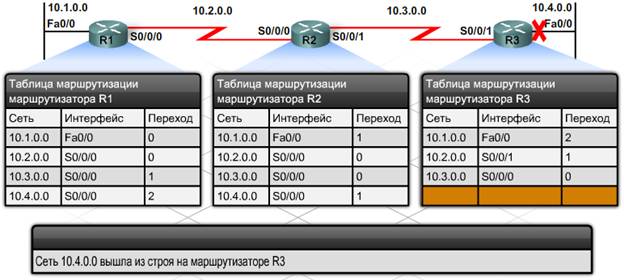 10.1.0.0 10.2.0.0 10.3.0.0 10.4.0.0
Fa0/0 S0/0/0 S0/0/0 S0/0/1 S0/0/1 Fa0/0
R1 R2 R3
Таблица маршрутизации маршрутизатора R1
Сеть Интерфейс Переход
10.1.0.0 Fa0/0 0
10.2.0.0 S0/0/0 0
10.3.0.0 S0/0/0 1
10.4.0.0 S0/0/0 2
Таблица маршрутизации маршрутизатора R2
Сеть Интерфейс Переход
10.1.0.0 Fa0/0 1
10.2.0.0 S0/0/0 0
10.3.0.0 S0/0/0 0
10.4.0.0 S0/0/0 1
Таблица маршрутизации маршрутизатора R3
Сеть Интерфейс Переход
10.1.0.0 Fa0/0 2
10.2.0.0 S0/0/1 1
10.3.0.0 S0/0/0 0
Сеть 10.4.0.0 вышла из строя на маршрутизаторе R3